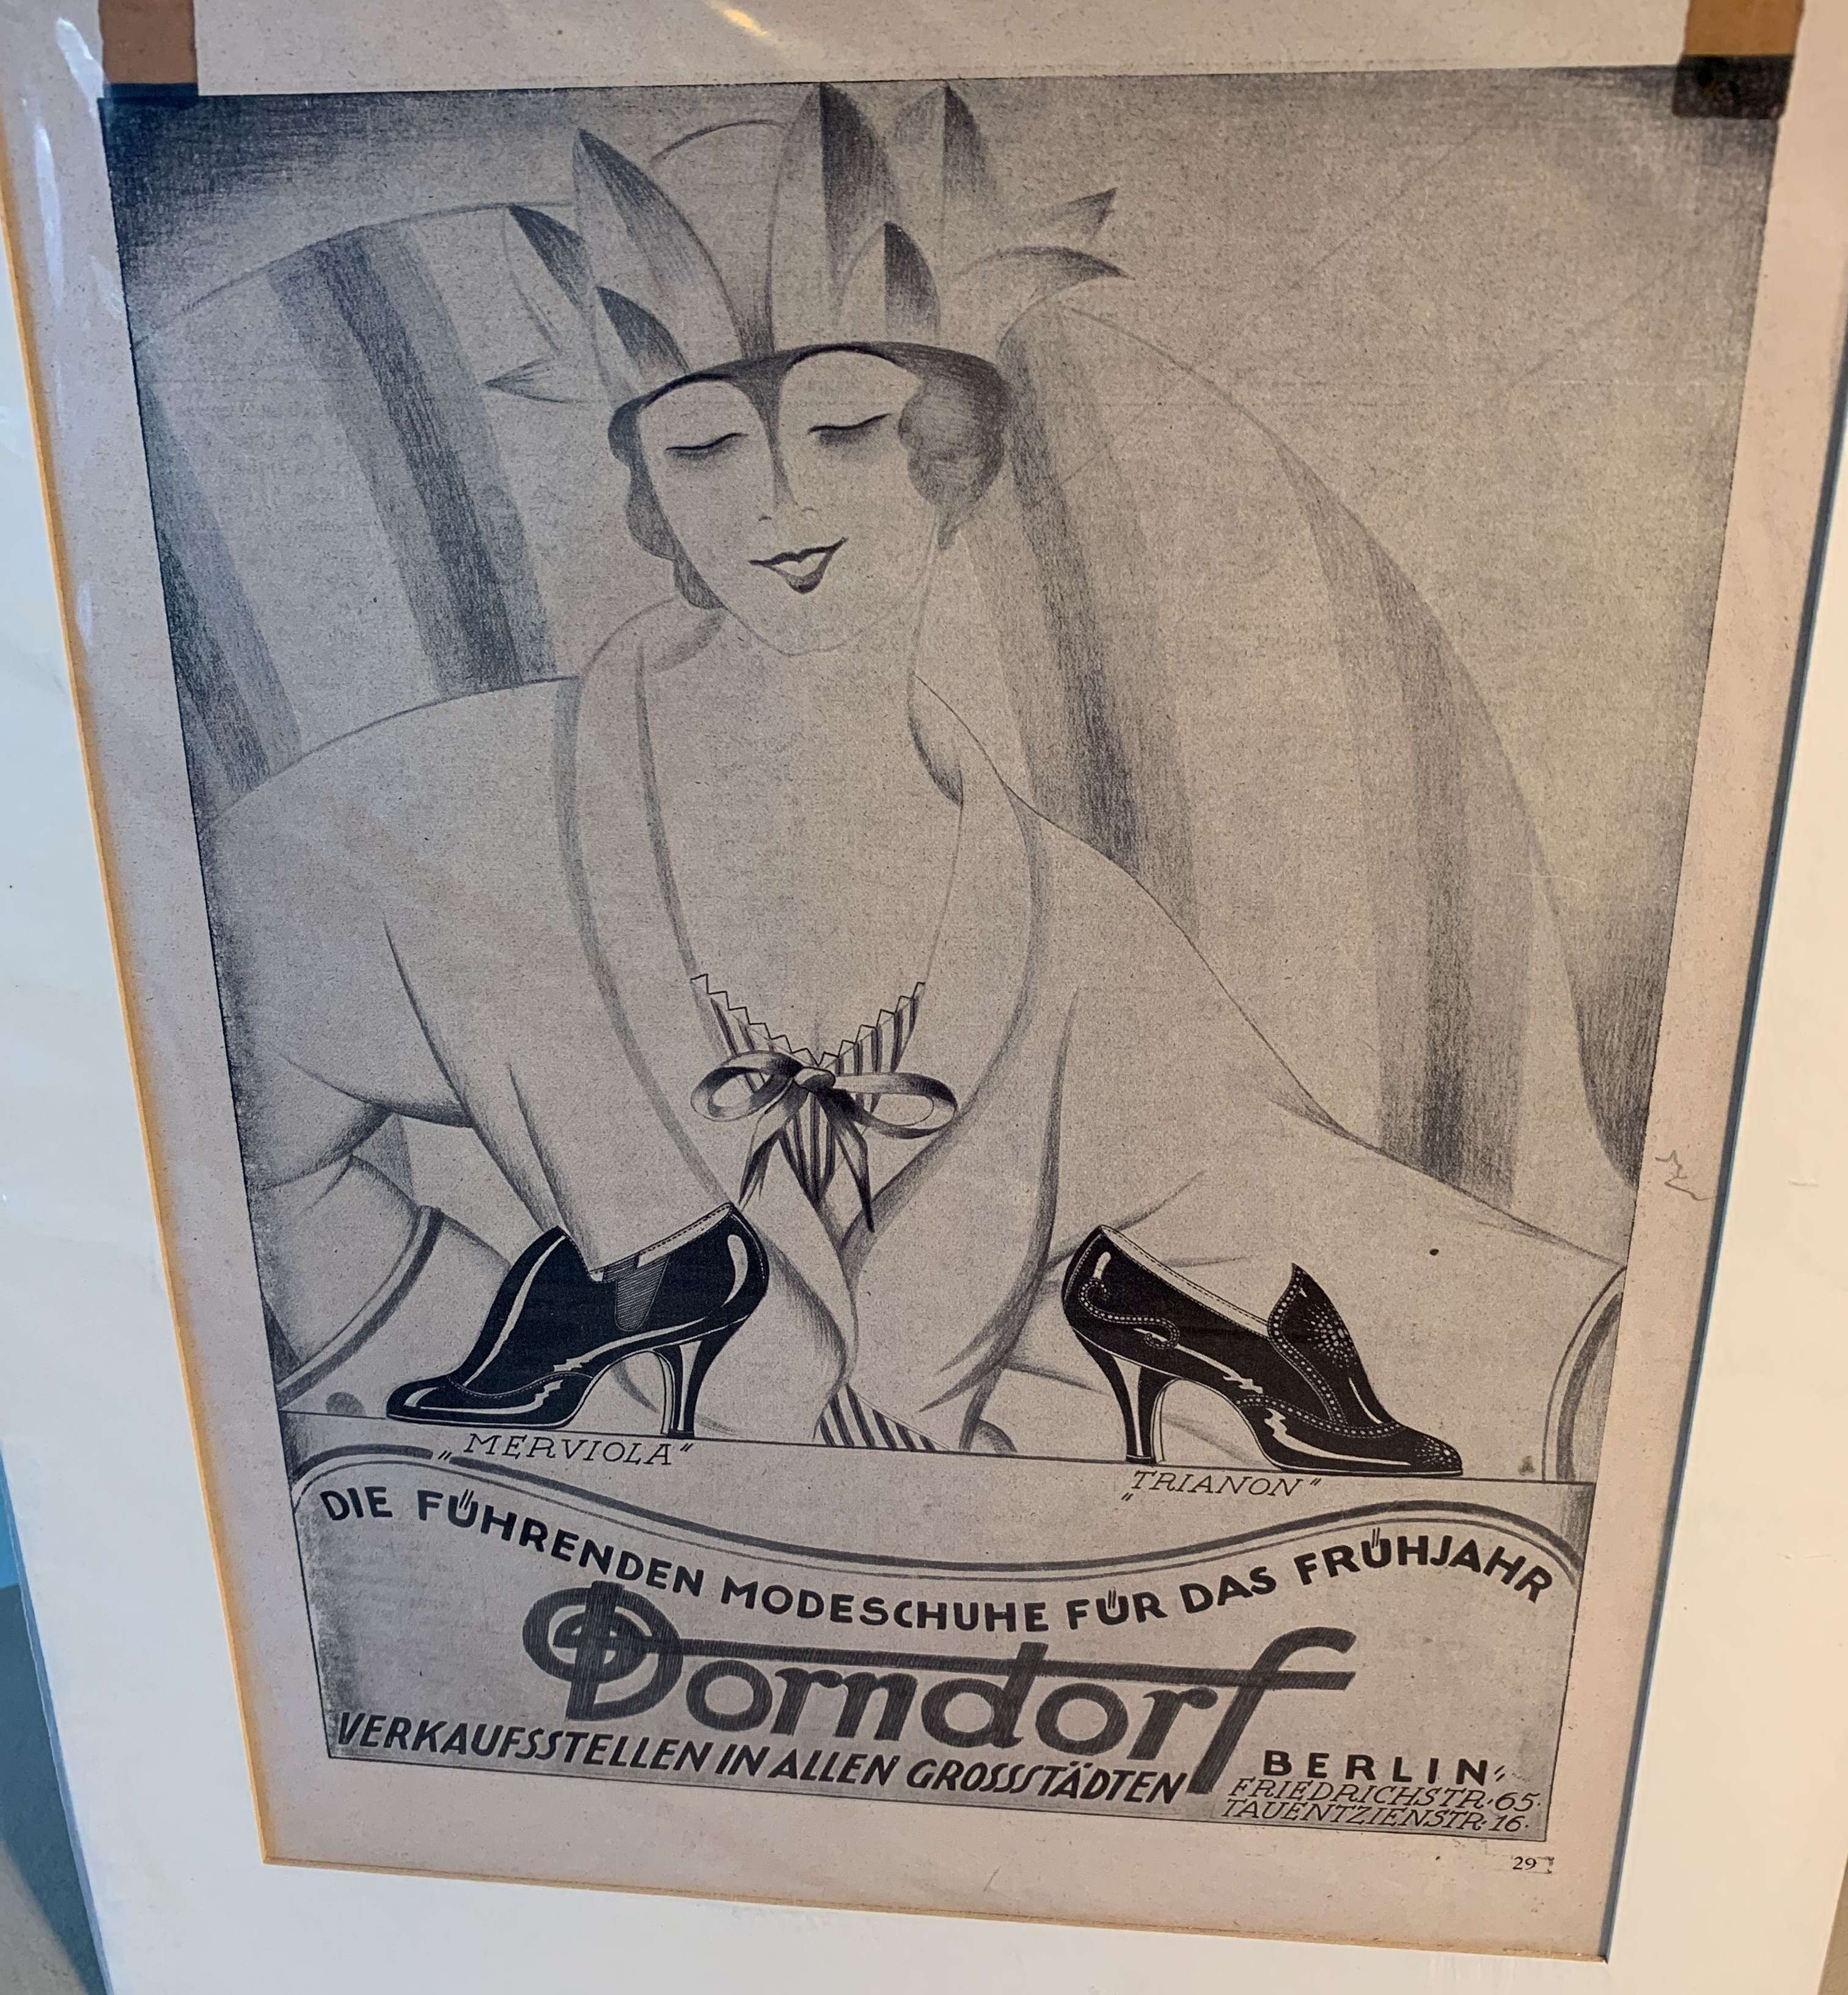 „MERVIOLA"
„TRIANON"
DIE FÜHRENDEN MODESCHUHE FÜR DAS FRÜHJAHR
Dorndorf
VERKAUFSSTELLEN IN ALLEN GROSSSTÄDTEN
BERLIN,
FRIEDRICHSTR. 65.
TAUENTZIENSTR. 16.
29